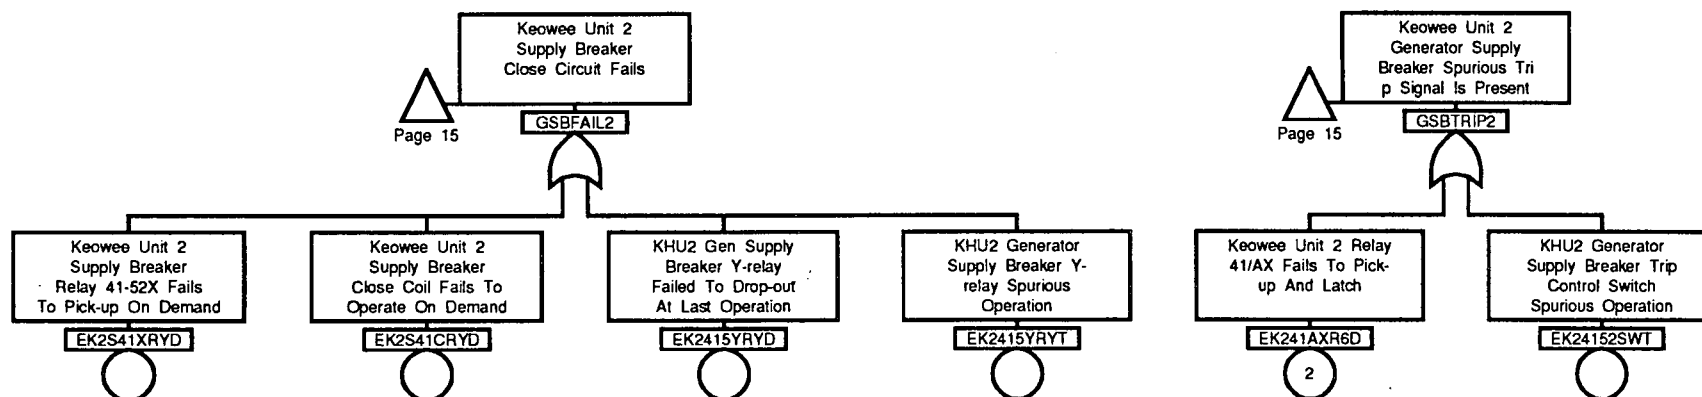 Keowee Unit 2
Supply Breaker
Close Circuit Fails
Page 15
GSBFAIL2
Keowee Unit 2
Generator Supply
Breaker Spurious Tri
p Signal Is Present
Page 15
GSBTRIP2
Keowee Unit 2
Supply Breaker
Relay 41-52X Fails
To Pick-up On Demand
EK2S41XRYD
Keowee Unit 2
Supply Breaker
Close Coil Fails To
Operate On Demand
EK2S41CRYD
KHU2 Gen Supply
Breaker Y-relay
Failed To Drop-out
At Last Operation
EK2415YRYD
KHU2 Generator
Supply Breaker Y-
relay Spurious
Operation
EK2415YRYT
Keowee Unit 2 Relay
41/AX Fails To Pick-
up And Latch
EK241AXR6D
2
KHU2 Generator
Supply Breaker Trip
Control Switch
Spurious Operation
EK24152SWT